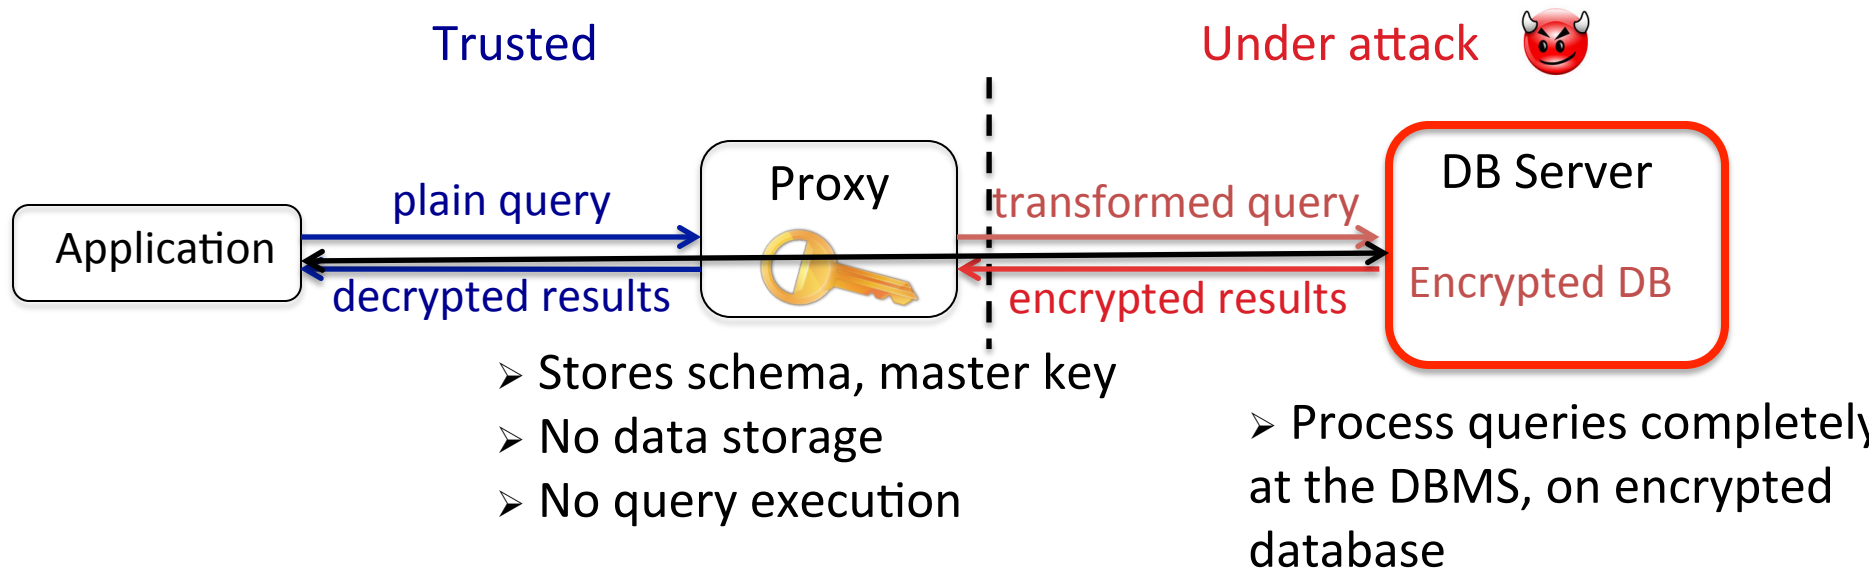 Trusted
Under attack
Application
plain query
decrypted results
Proxy
transformed query
encrypted results
DB Server
Encrypted DB
➢ Stores schema, master key
➢ No data storage
➢ No query execution
➢ Process queries completely
at the DBMS, on encrypted
database